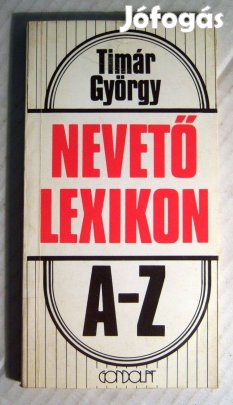 Jófogás
Timár
György
NEVETŐ
LEXIKON
A-Z
GONDOLAT